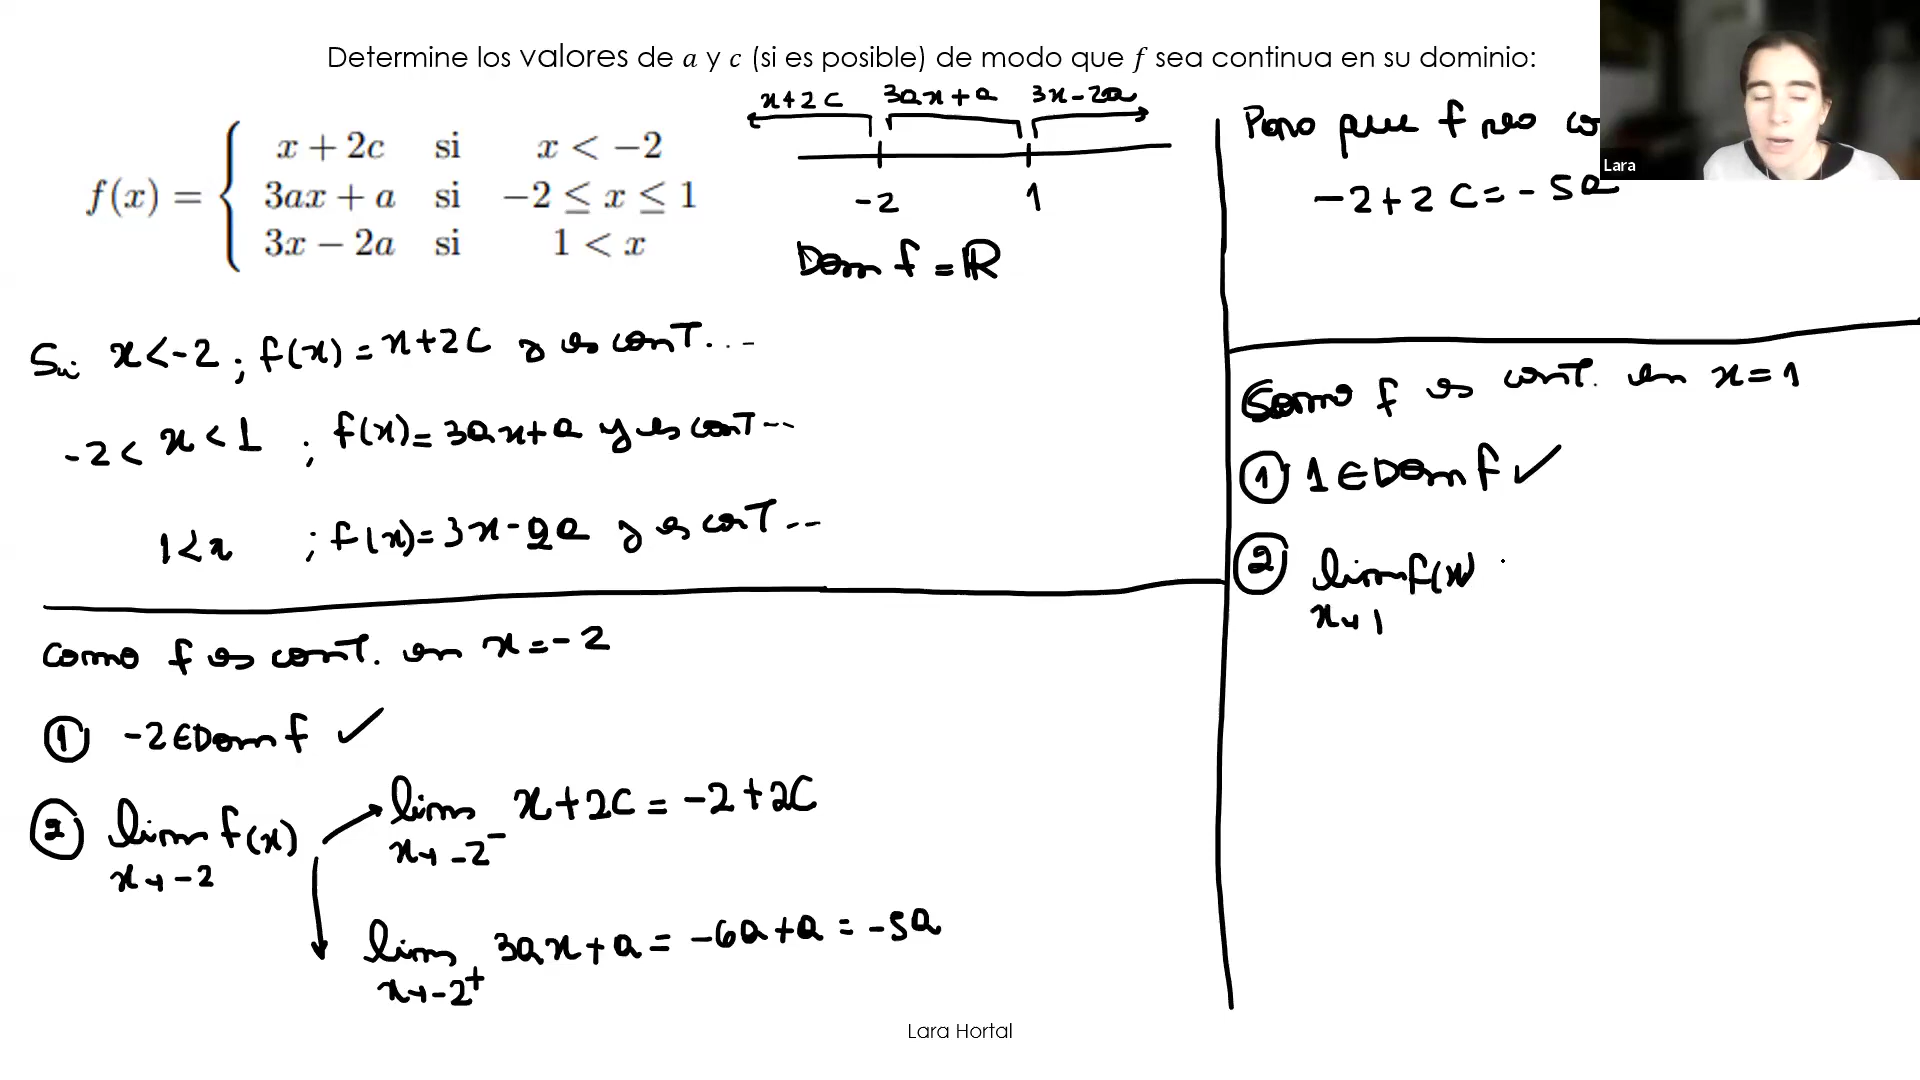 Determine los valores de a y c (si es posible) de modo que f sea continua en su dominio:
f(x) = { x + 2c si x < −2
3ax + a si −2 ≤ x ≤ 1
3x − 2a si 1 < x
x+2c 3ax+a 3x-2a
-2 1
Dom f = ℝ
Si x<-2 ; f(x) = x+2c y es cont...
-2< x <1 ; f(x)= 3ax+a y es cont...
1<x ; f(x)= 3x-2a y es cont...
Como f es cont. en x=-2
① -2∈Dom f ✓
② lim f(x)
x→-2
lim x+2c = -2+2c
x→-2⁻
lim 3ax+a = -6a+a = -5a
x→-2⁺
Para que f sea co
-2+2c=-5a
Como f es cont. en x=1
① 1∈Dom f ✓
② lim f(x)
x→1
Lara
Lara Hortal